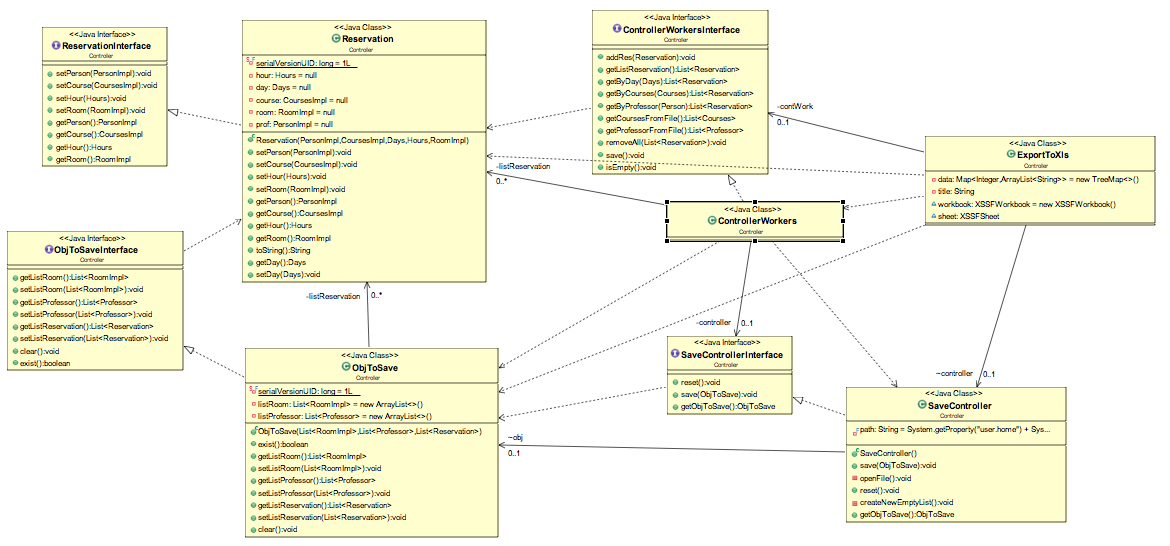 <<Java Interface>>
ReservationInterface
Controller
setPerson(PersonImpl):void
setCourse(CoursesImpl):void
setHour(Hours):void
setRoom(RoomImpl):void
getPerson():PersonImpl
getCourse():CoursesImpl
getHour():Hours
getRoom():RoomImpl
<<Java Class>>
Reservation
Controller
serialVersionUID: long = 1L
hour: Hours = null
day: Days = null
course: CoursesImpl = null
room: RoomImpl = null
prof: PersonImpl = null
Reservation(PersonImpl,CoursesImpl,Days,Hours,RoomImpl)
setPerson(PersonImpl):void
setCourse(CoursesImpl):void
setHour(Hours):void
setRoom(RoomImpl):void
getPerson():PersonImpl
getCourse():CoursesImpl
getHour():Hours
getRoom():RoomImpl
toString():String
getDay():Days
setDay(Days):void
<<Java Interface>>
ControllerWorkersInterface
Controller
addRes(Reservation):void
getListReservation():List<Reservation>
getByDay(Days):List<Reservation>
getByCourses(Courses):List<Reservation>
getByProfessor(Person):List<Reservation>
getCoursesFromFile():List<Courses>
getProfessorFromFile():List<Professor>
removeAll(List<Reservation>):void
save():void
isEmpty():void
-contWork
0..1
<<Java Class>>
ExportToXls
Controller
data: Map<Integer,ArrayList<String>> = new TreeMap<>()
title: String
workbook: XSSFWorkbook = new XSSFWorkbook()
sheet: XSSFSheet
-listReservation
0..*
<<Java Class>>
ControllerWorkers
Controller
<<Java Interface>>
ObjToSaveInterface
Controller
getListRoom():List<RoomImpl>
setListRoom(List<RoomImpl>):void
getListProfessor():List<Professor>
setListProfessor(List<Professor>):void
getListReservation():List<Reservation>
setListReservation(List<Reservation>):void
clear():void
exist():boolean
-listReservation
0..*
-controller
0..1
<<Java Interface>>
SaveControllerInterface
Controller
reset():void
save(ObjToSave):void
getObjToSave():ObjToSave
~controller
0..1
<<Java Class>>
ObjToSave
Controller
serialVersionUID: long = 1L
listRoom: List<RoomImpl> = new ArrayList<>()
listProfessor: List<Professor> = new ArrayList<>()
ObjToSave(List<RoomImpl>,List<Professor>,List<Reservation>)
exist():boolean
getListRoom():List<RoomImpl>
setListRoom(List<RoomImpl>):void
getListProfessor():List<Professor>
setListProfessor(List<Professor>):void
getListReservation():List<Reservation>
setListReservation(List<Reservation>):void
clear():void
~obj
0..1
<<Java Class>>
SaveController
Controller
path: String = System.getProperty("user.home") + Sys...
SaveController()
save(ObjToSave):void
openFile():void
reset():void
createNewEmptyList():void
getObjToSave():ObjToSave